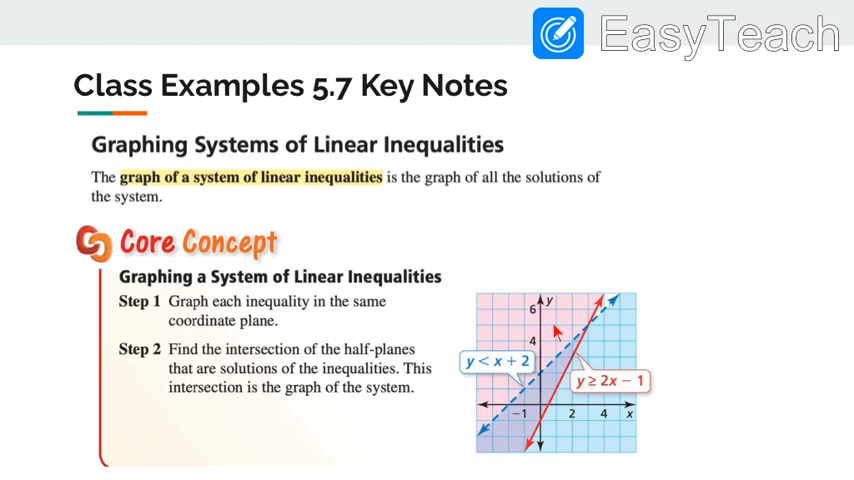 EasyTeach
Class Examples 5.7 Key Notes
Graphing Systems of Linear Inequalities
The graph of a system of linear inequalities is the graph of all the solutions of
the system.
Core Concept
Graphing a System of Linear Inequalities
Step 1 Graph each inequality in the same
coordinate plane.
Step 2 Find the intersection of the half-planes
that are solutions of the inequalities. This
intersection is the graph of the system.
y
6
4
y < x + 2
y ≥ 2x − 1
−1 2 4 x